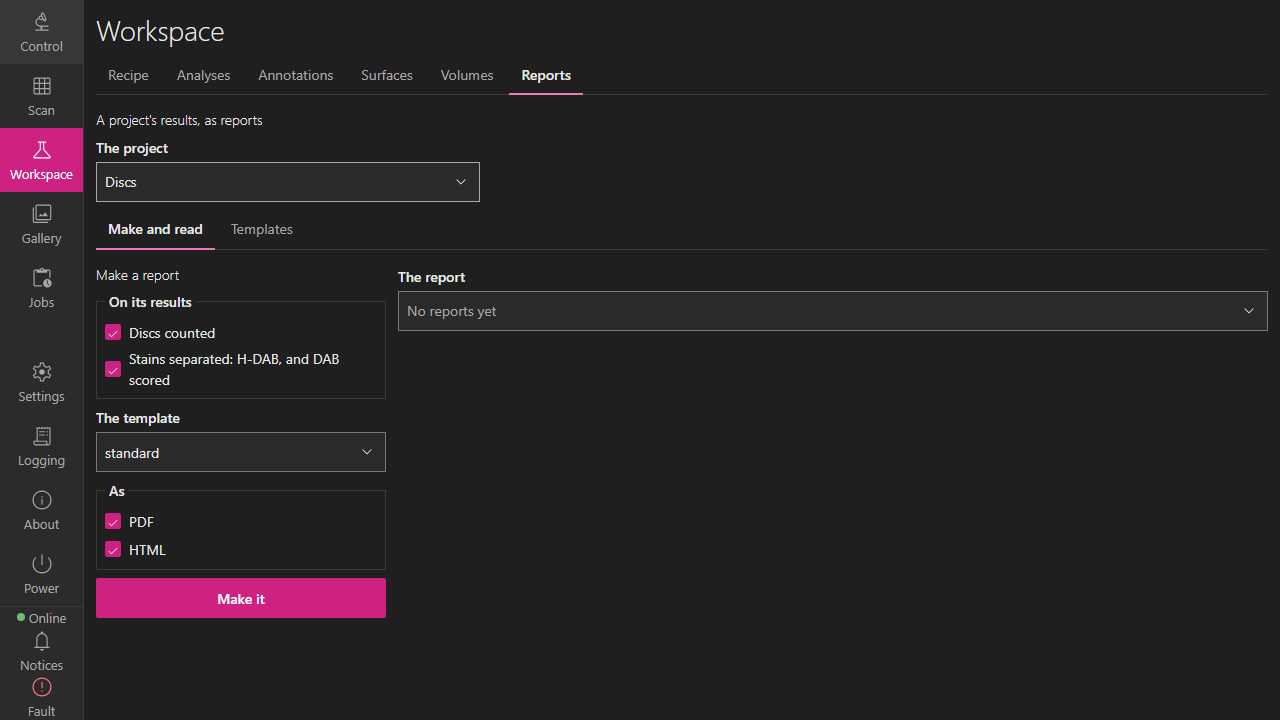 Control
Scan
Workspace
Gallery
Jobs
Settings
Logging
About
Power
Online
Notices
Fault
Workspace
Recipe
Analyses
Annotations
Surfaces
Volumes
Reports
A project's results, as reports
The project
Discs
Make and read
Templates
Make a report
On its results
Discs counted
Stains separated: H-DAB, and DAB
scored
The template
standard
As
PDF
HTML
Make it
The report
No reports yet